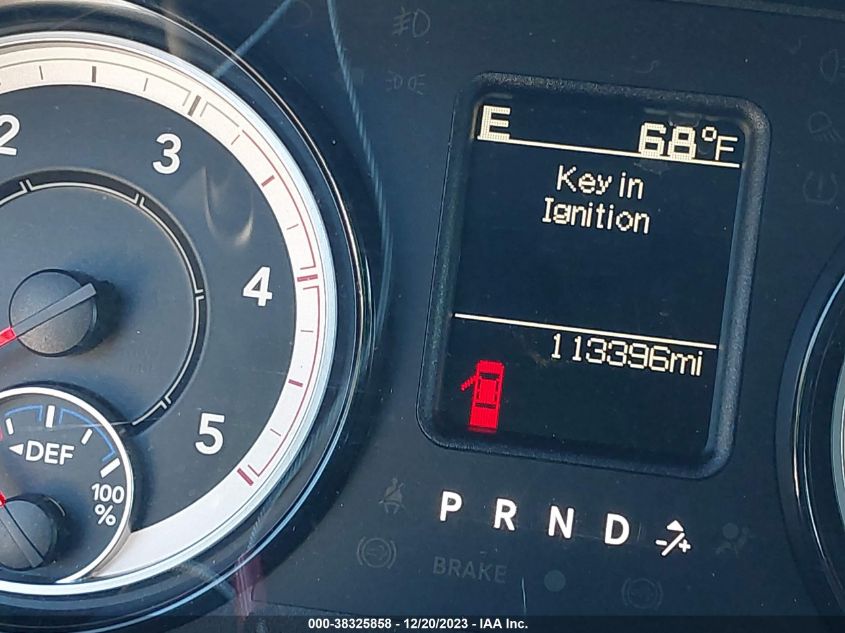 E 68°F
Key in
Ignition
113396mi
2
3
4
5
DEF
100
%
P R N D -/+
BRAKE
000-38325858 - 12/20/2023 - IAA Inc.